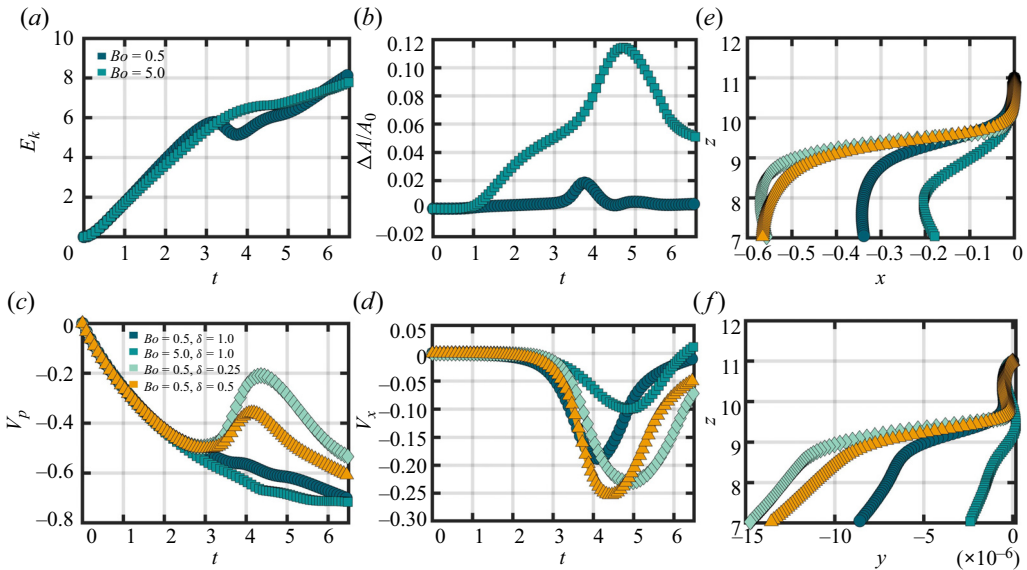 (a)
10
8
6
4
2
0
E_k
Bo = 0.5
Bo = 5.0
1 2 3 4 5 6
t
(b)
0.12
0.10
0.08
0.06
0.04
0.02
0
−0.02
ΔA/A_0
0 1 2 3 4 5 6
t
(e)
12
11
10
9
8
7
z
−0.6 −0.5 −0.4 −0.3 −0.2 −0.1 0
x
(c)
0
−0.2
−0.4
−0.6
−0.8
V_p
Bo = 0.5, δ = 1.0
Bo = 5.0, δ = 1.0
Bo = 0.5, δ = 0.25
Bo = 0.5, δ = 0.5
0 1 2 3 4 5 6
t
(d)
0.05
0
−0.05
−0.10
−0.15
−0.20
−0.25
−0.30
V_x
0 1 2 3 4 5 6
t
(f)
12
11
10
9
8
7
z
−15 −10 −5 0
y (×10⁻⁶)